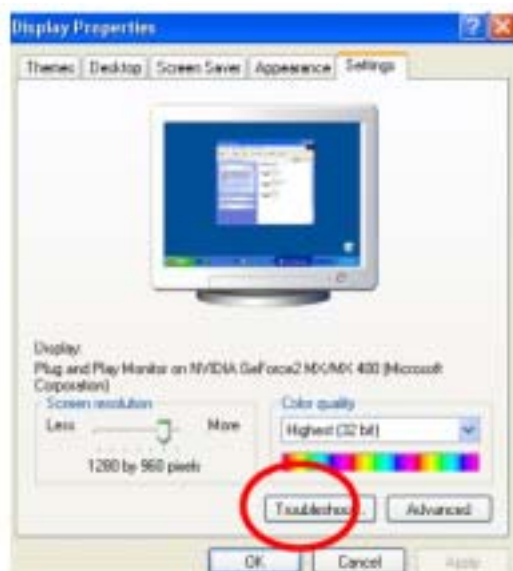 Display Properties
Themes Desktop Screen Saver Appearance Settings
Display:
Plug and Play Monitor on NVIDIA GeForce2 MX/MX 400 (Microsoft
Corporation)
Screen resolution
Less More
1280 by 960 pixels
Color quality
Highest (32 bit)
Troubleshoot... Advanced
OK Cancel Apply